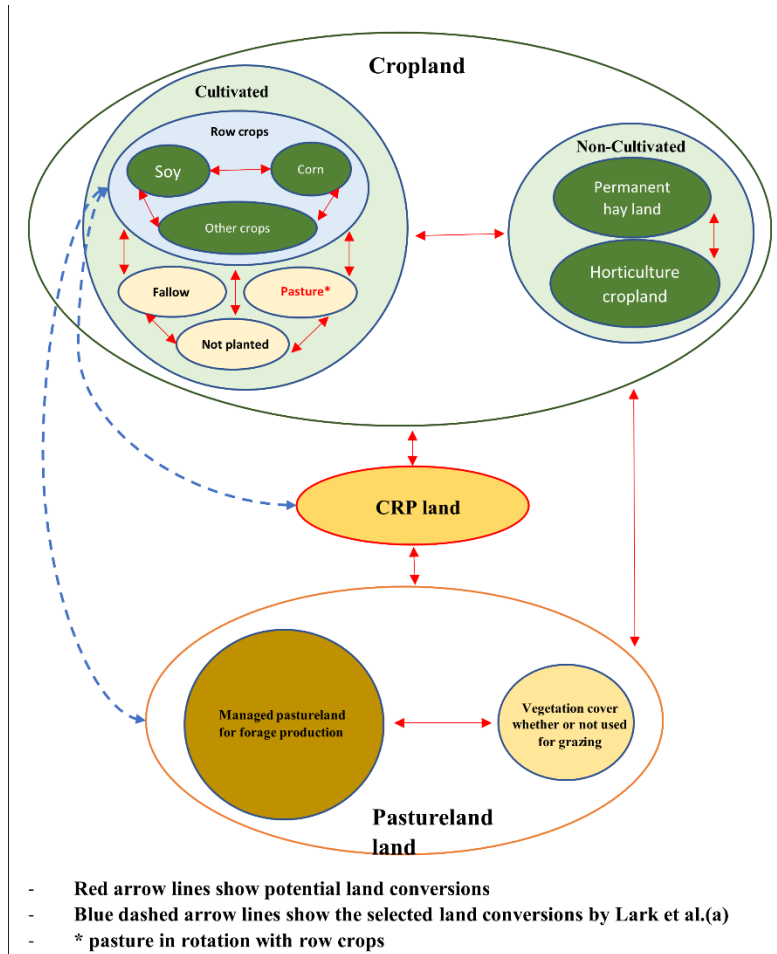 Cropland
Cultivated
Row crops
Soy
Corn
Other crops
Fallow
Pasture*
Not planted
Non-Cultivated
Permanent
hay land
Horticulture
cropland
CRP land
Managed pastureland
for forage production
Vegetation cover
whether or not used
for grazing
Pastureland
land
- Red arrow lines show potential land conversions
- Blue dashed arrow lines show the selected land conversions by Lark et al.(a)
- * pasture in rotation with row crops